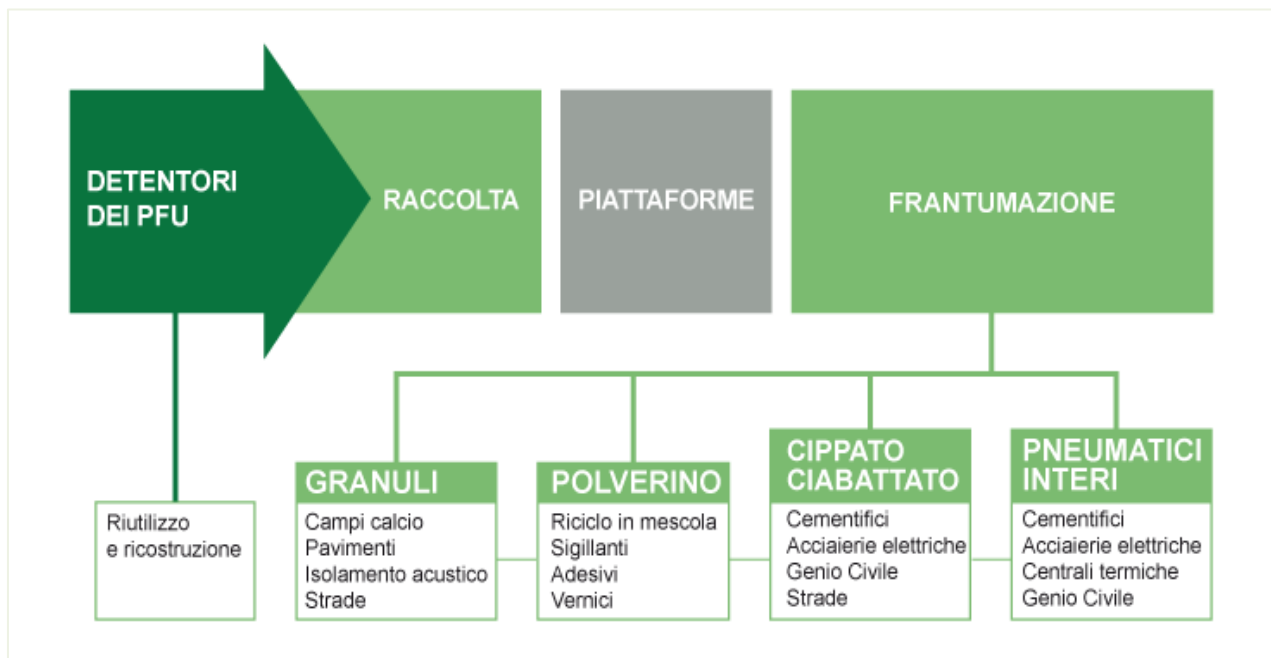 DETENTORI
DEI PFU
RACCOLTA
PIATTAFORME
FRANTUMAZIONE
Riutilizzo
e ricostruzione
GRANULI
Campi calcio
Pavimenti
Isolamento acustico
Strade
POLVERINO
Riciclo in mescola
Sigillanti
Adesivi
Vernici
CIPPATO
CIABATTATO
Cementifici
Acciaierie elettriche
Genio Civile
Strade
PNEUMATICI
INTERI
Cementifici
Acciaierie elettriche
Centrali termiche
Genio Civile